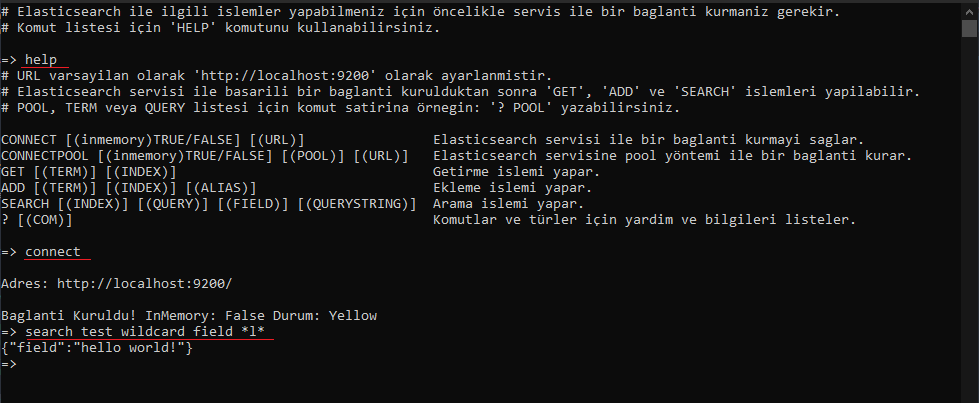 # Elasticsearch ile ilgili islemler yapabilmeniz için öncelikle servis ile bir baglanti kurmaniz gerekir.
# Komut listesi için 'HELP' komutunu kullanabilirsiniz.
=> help
# URL varsayilan olarak 'http://localhost:9200' olarak ayarlanmistir.
# Elasticsearch servisi ile basarili bir baglanti kurulduktan sonra 'GET', 'ADD' ve 'SEARCH' islemleri yapilabilir.
# POOL, TERM veya QUERY listesi için komut satirina örnegin: '? POOL' yazabilirsiniz.
CONNECT [(inmemory)TRUE/FALSE] [(URL)] Elasticsearch servisi ile bir baglanti kurmayi saglar.
CONNECTPOOL [(inmemory)TRUE/FALSE] [(POOL)] [(URL)] Elasticsearch servisine pool yöntemi ile bir baglanti kurar.
GET [(TERM)] [(INDEX)] Getirme islemi yapar.
ADD [(TERM)] [(INDEX)] [(ALIAS)] Ekleme islemi yapar.
SEARCH [(INDEX)] [(QUERY)] [(FIELD)] [(QUERYSTRING)] Arama islemi yapar.
? [(COM)] Komutlar ve türler için yardim ve bilgileri listeler.
=> connect
Adres: http://localhost:9200/
Baglanti Kuruldu! InMemory: False Durum: Yellow
=> search test wildcard field *l*
{"field":"hello world!"}
=>